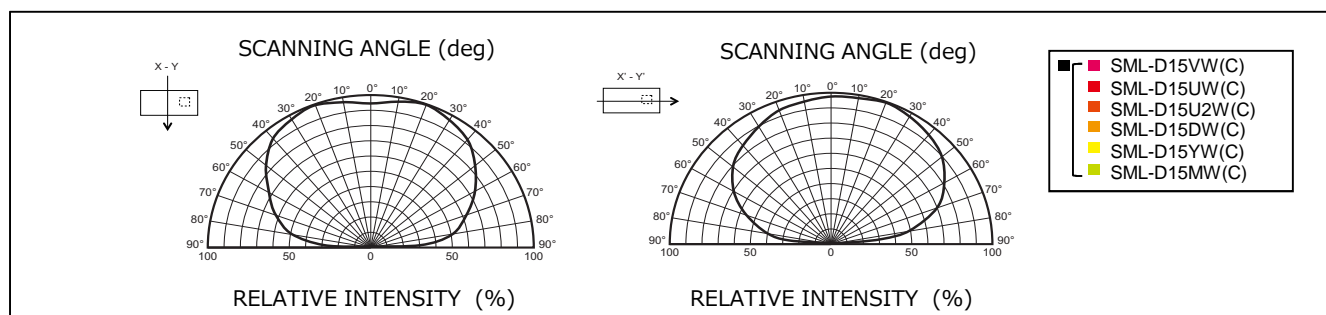 SCANNING ANGLE (deg)
X - Y
20° 10° 0° 10° 20°
30° 30°
40° 40°
50° 50°
60° 60°
70° 70°
80° 80°
90° 90°
100 50 0 50 100
RELATIVE INTENSITY (%)
SCANNING ANGLE (deg)
X' - Y'
20° 10° 0° 10° 20°
30° 30°
40° 40°
50° 50°
60° 60°
70° 70°
80° 80°
90° 90°
100 50 0 50 100
RELATIVE INTENSITY (%)
SML-D15VW(C)
SML-D15UW(C)
SML-D15U2W(C)
SML-D15DW(C)
SML-D15YW(C)
SML-D15MW(C)